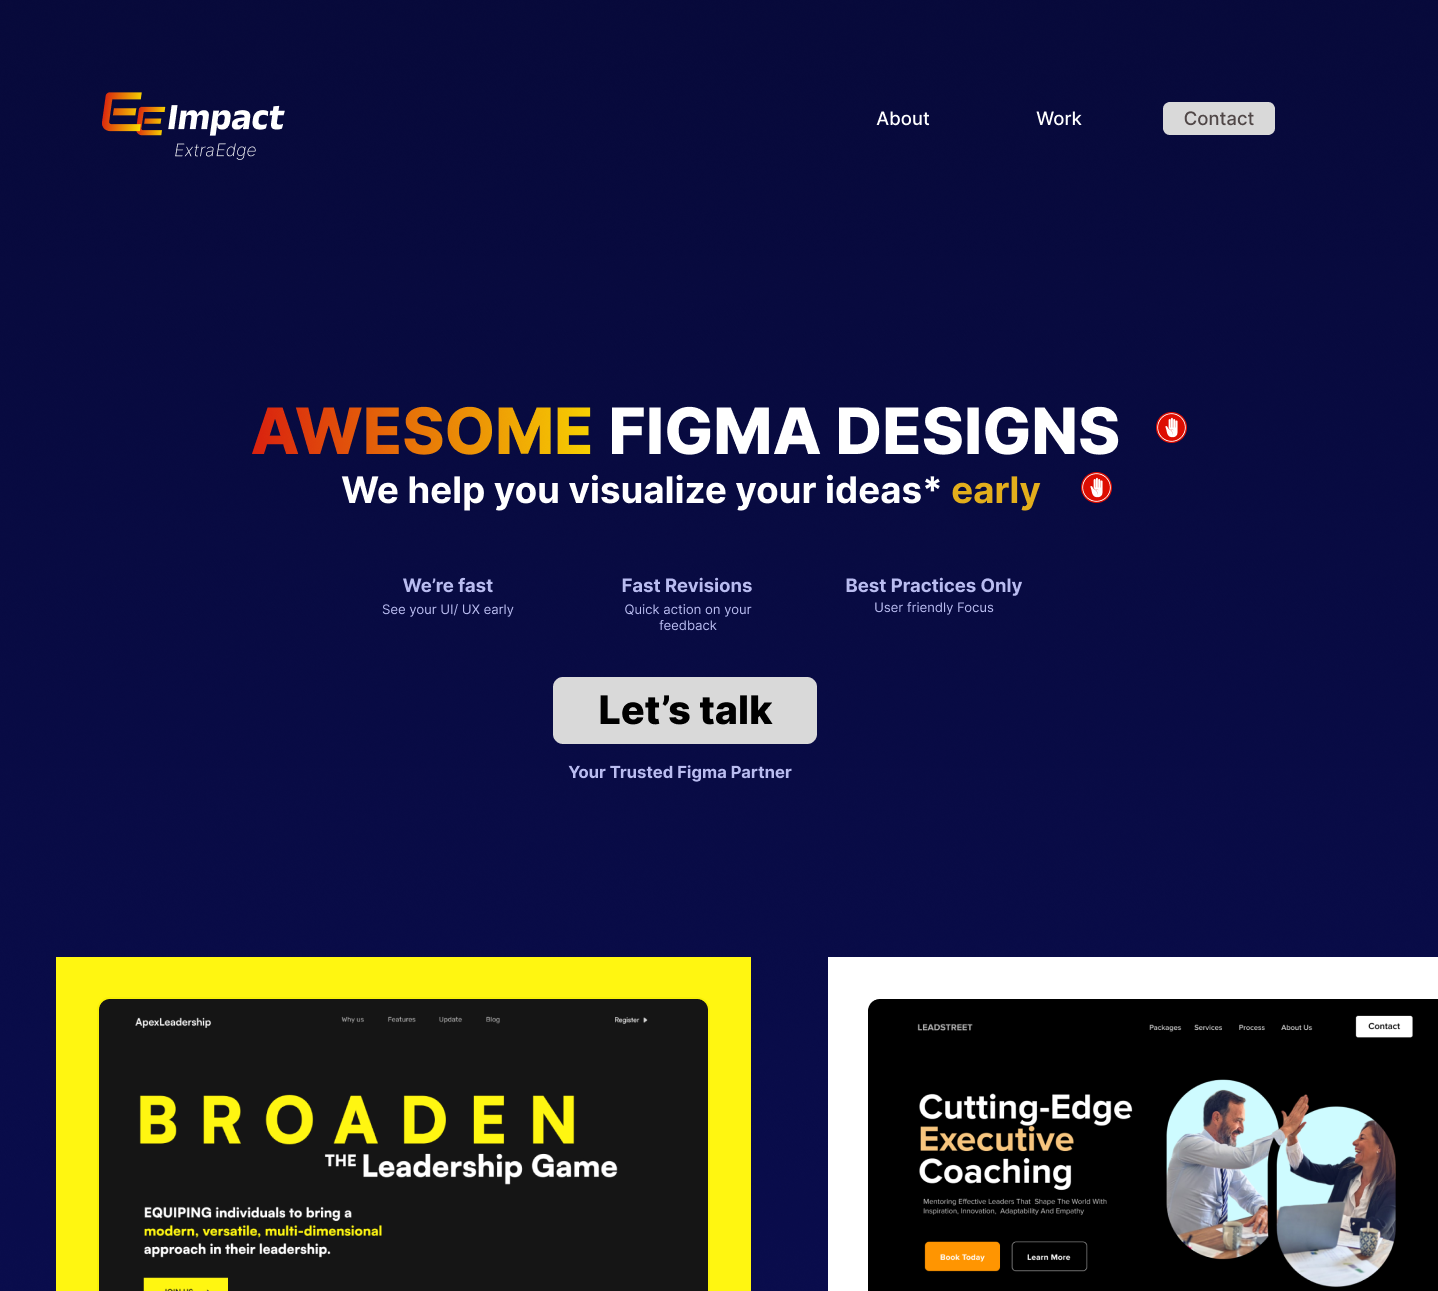 EE Impact
ExtraEdge
About
Work
Contact
AWESOME FIGMA DESIGNS
We help you visualize your ideas* early
We’re fast
See your UI/ UX early
Fast Revisions
Quick action on your
feedback
Best Practices Only
User friendly Focus
Let’s talk
Your Trusted Figma Partner
ApexLeadership
Why us
Features
Update
Blog
Register
BROADEN
THE Leadership Game
EQUIPING individuals to bring a
modern, versatile, multi-dimensional
approach in their leadership.
LEADSTREET
Packages
Services
Process
About Us
Contact
Cutting-Edge
Executive
Coaching
Mentoring Effective Leaders That Shape The World With
Inspiration, Innovation, Adaptability And Empathy
Book Today
Learn More